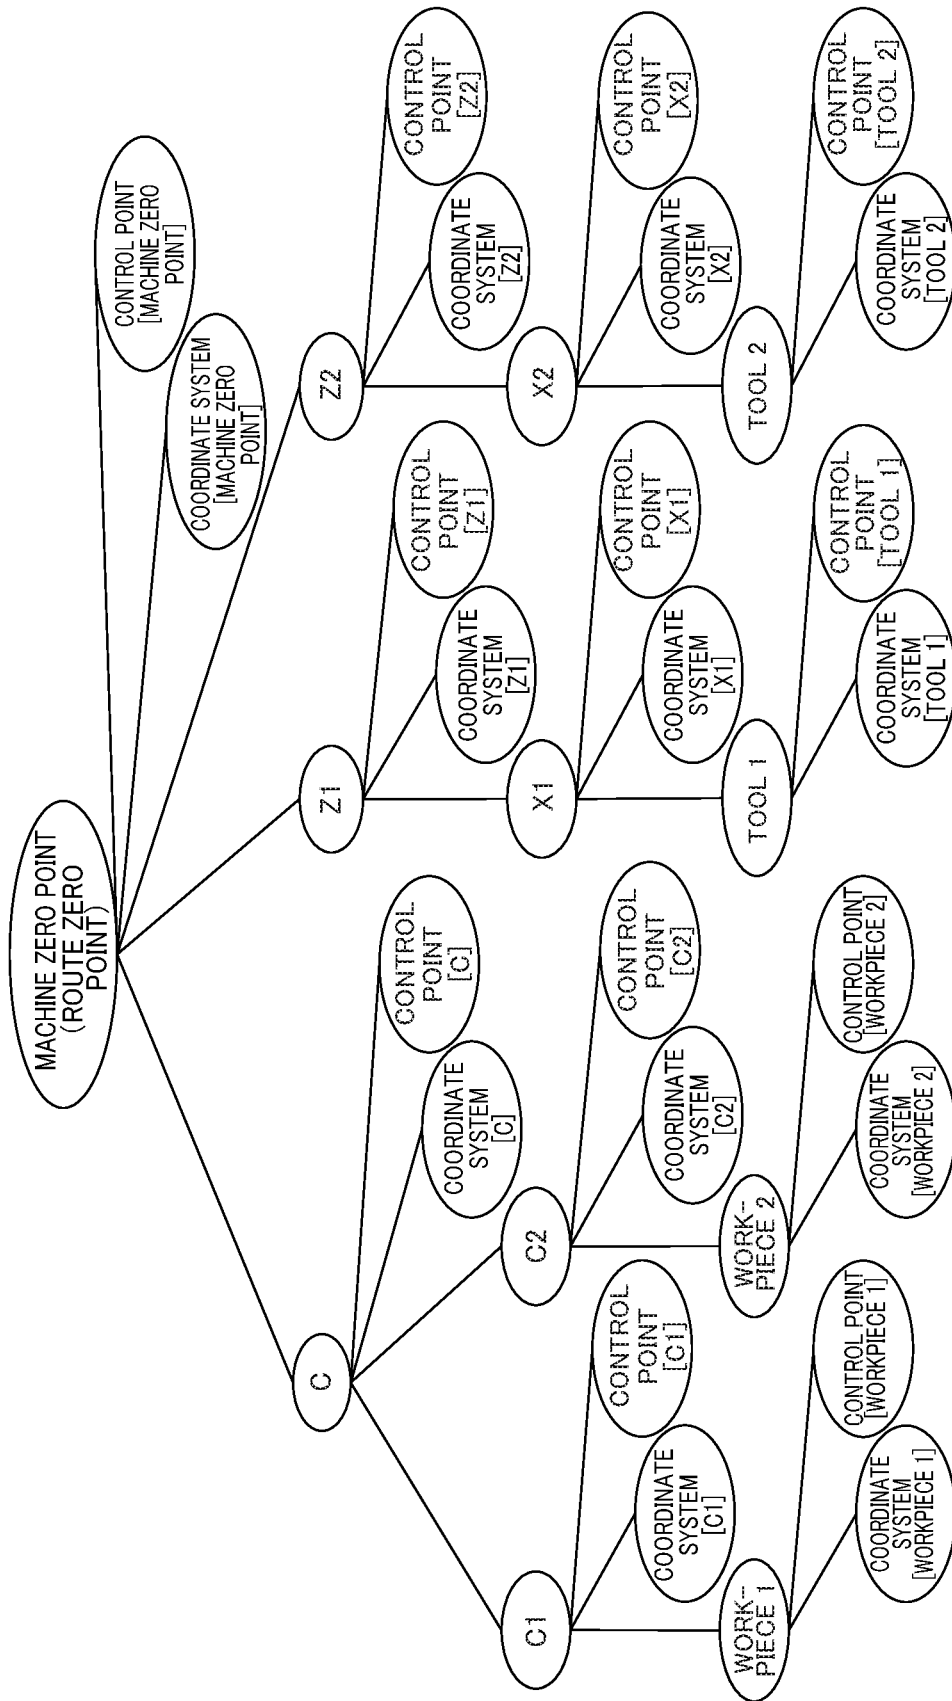 MACHINE ZERO POINT
(ROUTE ZERO
POINT)
CONTROL POINT
[MACHINE ZERO
POINT]
COORDINATE SYSTEM
[MACHINE ZERO
POINT]
C
CONTROL
POINT
[C]
COORDINATE
SYSTEM
[C]
Z1
CONTROL
POINT
[Z1]
COORDINATE
SYSTEM
[Z1]
Z2
CONTROL
POINT
[Z2]
COORDINATE
SYSTEM
[Z2]
C1
CONTROL
POINT
[C1]
COORDINATE
SYSTEM
[C1]
C2
CONTROL
POINT
[C2]
COORDINATE
SYSTEM
[C2]
X1
CONTROL
POINT
[X1]
COORDINATE
SYSTEM
[X1]
X2
CONTROL
POINT
[X2]
COORDINATE
SYSTEM
[X2]
WORK--
PIECE 1
CONTROL POINT
[WORKPIECE 1]
COORDINATE
SYSTEM
[WORKPIECE 1]
WORK--
PIECE 2
CONTROL POINT
[WORKPIECE 2]
COORDINATE
SYSTEM
[WORKPIECE 2]
TOOL 1
CONTROL
POINT
[TOOL 1]
COORDINATE
SYSTEM
[TOOL 1]
TOOL 2
CONTROL
POINT
[TOOL 2]
COORDINATE
SYSTEM
[TOOL 2]